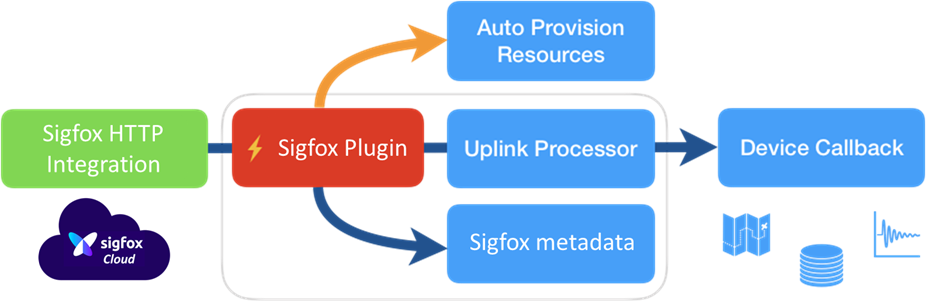 Auto Provision
Resources
Sigfox HTTP
Integration
Sigfox Plugin
Uplink Processor
Device Callback
Sigfox metadata
sigfox
Cloud